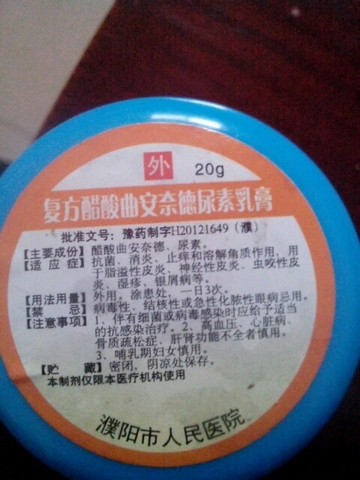 外
20g
复方醋酸曲安奈德尿素乳膏
批准文号：豫药制字H20121649（濮）
【主要成份】醋酸曲安奈德、尿素。
【适应症】抗菌、消炎、止痒和溶解角质作用，用
于脂溢性皮炎、神经性皮炎、虫咬性皮
炎、湿疹、银屑病等。
【用法用量】外用。涂患处，一日3次。
【禁忌】病毒性、结核性或急性化脓性眼病忌用。
【注意事项】1、伴有细菌或病毒感染时应给予适当
的抗感染治疗。2、高血压、心脏病、
骨质疏松症、肝肾功能不全者慎用。
3、哺乳期妇女慎用。
【贮藏】密闭，阴凉处保存。
本制剂仅限本医疗机构使用
濮阳市人民医院